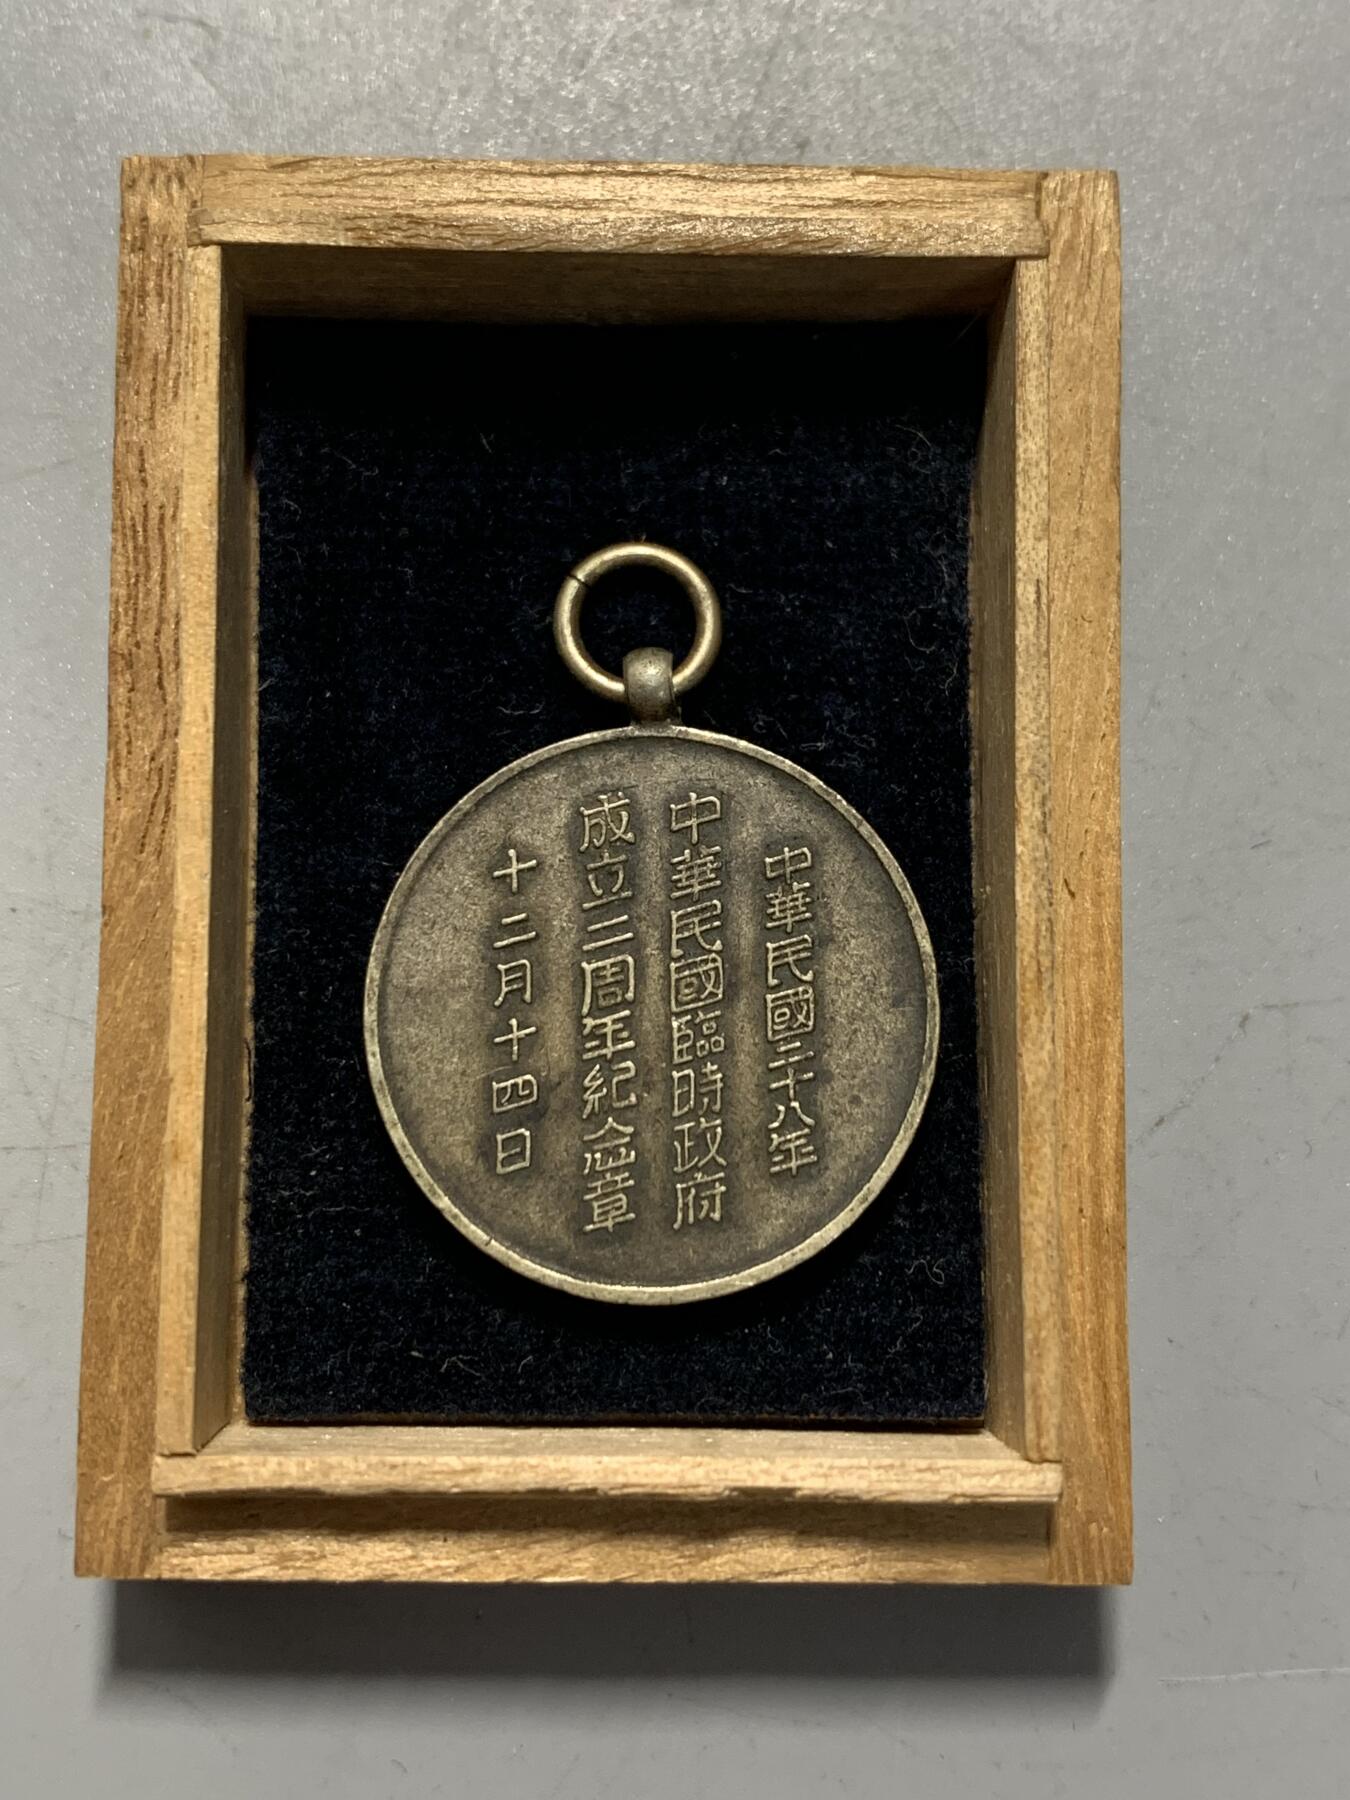 中華民國二十八年
中華民國臨時政府
成立二周年紀念章
十二月十四日